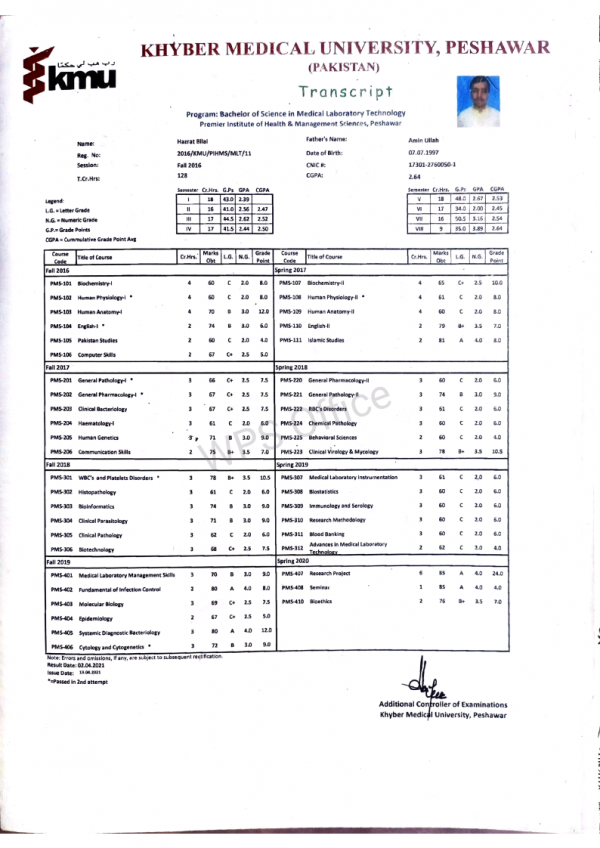 رب هب لي حكما
kmu
KHYBER MEDICAL UNIVERSITY, PESHAWAR
(PAKISTAN)
Transcript
Program: Bachelor of Science in Medical Laboratory Technology
Premier Institute of Health & Management Sciences, Peshawar
Name: Hazrat Bilal Father's Name: Amin Ullah
Reg. No: 2016/KMU/PIHMS/MLT/11 Date of Birth: 07.07.1997
Session: Fall 2016 CNIC #: 17301-2760050-1
T.Cr.Hrs: 128 CGPA: 2.64
Semester Cr.Hrs. G.Ps GPA CGPA Semester Cr.Hrs. G.Ps GPA CGPA
Legend: I 18 43.0 2.39 V 18 48.0 2.67 2.53
L.G. = Letter Grade II 16 41.0 2.56 2.47 VI 17 34.0 2.00 2.45
N.G. = Numeric Grade III 17 44.5 2.62 2.52 VII 16 50.5 3.16 2.54
G.P.= Grade Points IV 17 41.5 2.44 2.50 VIII 9 35.0 3.89 2.64
CGPA = Cummulative Grade Point Avg
Course Code Title of Course Cr.Hrs. Marks Obt L.G. N.G. Grade Point Course Code Title of Course Cr.Hrs. Marks Obt L.G. N.G. Grade Point
Fall 2016 Spring 2017
PMS-101 Biochemistry-I 4 60 C 2.0 8.0 PMS-107 Biochemistry-II 4 65 C+ 2.5 10.0
PMS-102 Human Physiology-I * 4 60 C 2.0 8.0 PMS-108 Human Physiology-II * 4 61 C 2.0 8.0
PMS-103 Human Anatomy-I 4 70 B 3.0 12.0 PMS-109 Human Anatomy-II 4 60 C 2.0 8.0
PMS-104 English-I * 2 74 B 3.0 6.0 PMS-110 English-II 2 79 B+ 3.5 7.0
PMS-105 Pakistan Studies 2 60 C 2.0 4.0 PMS-111 Islamic Studies 2 81 A 4.0 8.0
PMS-106 Computer Skills 2 67 C+ 2.5 5.0
Fall 2017 Spring 2018
PMS-201 General Pathology-I * 3 66 C+ 2.5 7.5 PMS-220 General Pharmacology-II 3 60 C 2.0 6.0
PMS-202 General Pharmacology-I * 3 67 C+ 2.5 7.5 PMS-221 General Pathology-II 3 74 B 3.0 9.0
PMS-203 Clinical Bacteriology 3 67 C+ 2.5 7.5 PMS-222 RBC's Disorders 3 61 C 2.0 6.0
PMS-204 Haematology-I 3 61 C 2.0 6.0 PMS-224 Chemical Pathology 3 60 C 2.0 6.0
PMS-205 Human Genetics 71 B 3.0 9.0 PMS-225 Behavioral Sciences 2 60 C 2.0 4.0
PMS-206 Communication Skills 2 75 B+ 3.5 7.0 PMS-223 Clinical Virology & Mycology 3 78 B+ 3.5 10.5
Fall 2018 Spring 2019
PMS-301 WBC's and Platelets Disorders * 3 78 B+ 3.5 10.5 PMS-307 Medical Laboratory Instrumentation 3 61 C 2.0 6.0
PMS-302 Histopathology 3 61 C 2.0 6.0 PMS-308 Biostatistics 3 60 C 2.0 6.0
PMS-303 Bioinformatics 3 74 B 3.0 9.0 PMS-309 Immunology and Serology 3 60 C 2.0 6.0
PMS-304 Clinical Parasitology 3 71 B 3.0 9.0 PMS-310 Research Methodology 3 60 C 2.0 6.0
PMS-305 Clinical Pathology 3 62 C 2.0 6.0 PMS-311 Blood Banking 3 60 C 2.0 6.0
PMS-306 Biotechnology 3 68 C+ 2.5 7.5 PMS-312 Advances in Medical Laboratory Technology 2 62 C 2.0 4.0
Fall 2019 Spring 2020
PMS-401 Medical Laboratory Management Skills 3 70 B 3.0 9.0 PMS-407 Research Project 6 85 A 4.0 24.0
PMS-402 Fundamental of Infection Control 2 80 A 4.0 8.0 PMS-408 Seminar 1 85 A 4.0 4.0
PMS-403 Molecular Biology 3 69 C+ 2.5 7.5 PMS-410 Bioethics 2 76 B+ 3.5 7.0
PMS-404 Epidemiology 2 67 C+ 2.5 5.0
PMS-405 Systemic Diagnostic Bacteriology 3 80 A 4.0 12.0
PMS-406 Cytology and Cytogenetics * 3 72 B 3.0 9.0
Note: Errors and omissions, if any, are subject to subsequent rectification.
Result Date: 02.04.2021
Issue Date: 13.04.2021
*=Passed in 2nd attempt
Additional Controller of Examinations
Khyber Medical University, Peshawar
WPS Office